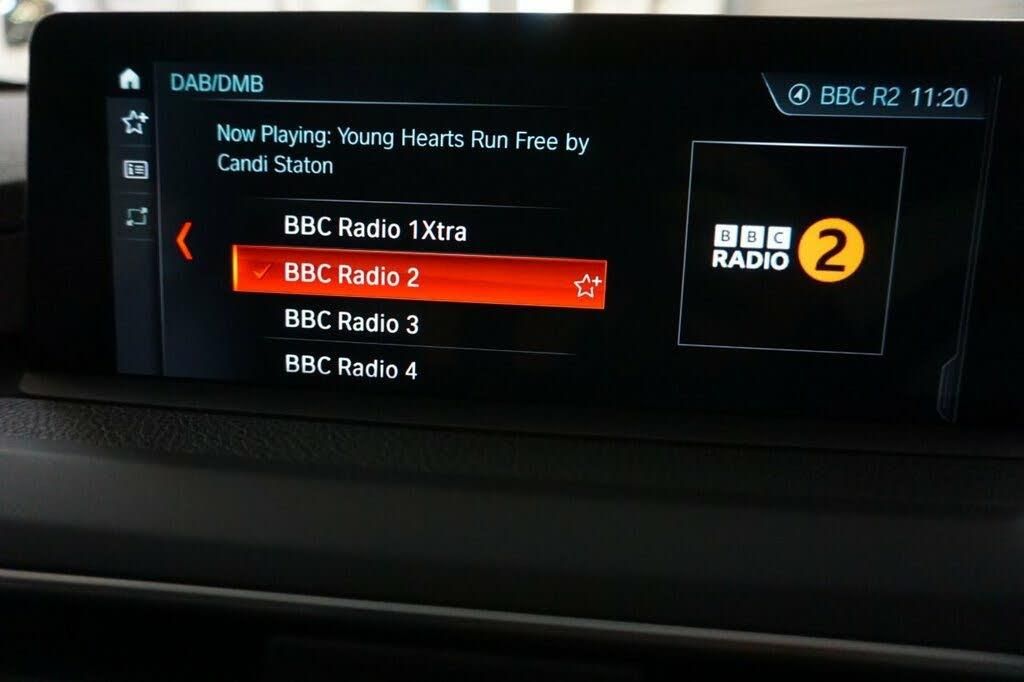 DAB/DMB
BBC R2 11:20
Now Playing: Young Hearts Run Free by
Candi Staton
BBC Radio 1Xtra
BBC Radio 2
BBC Radio 3
BBC Radio 4
BBC
RADIO 2